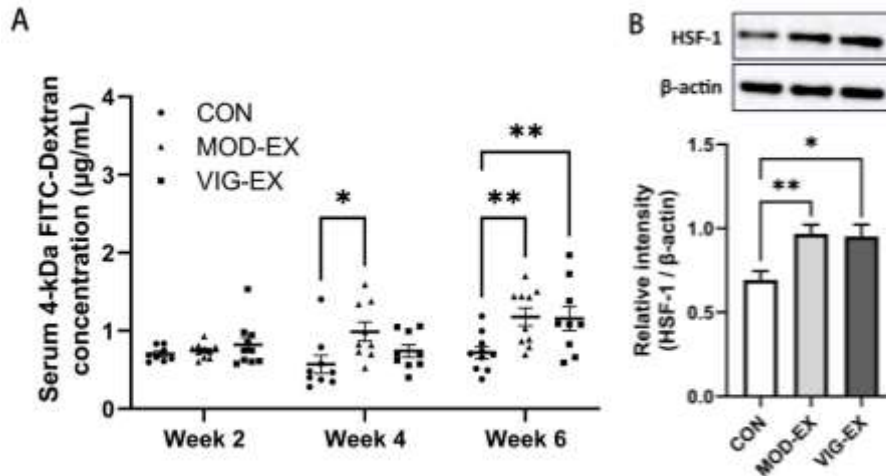 A
Serum 4-kDa FITC-Dextran
concentration (μg/mL)
4
3
2
1
0
CON
MOD-EX
VIG-EX
*
**
**
Week 2
Week 4
Week 6
B
HSF-1
β-actin
Relative intensity
(HSF-1 / β-actin)
1.5
1.0
0.5
0.0
*
**
CON
MOD-EX
VIG-EX